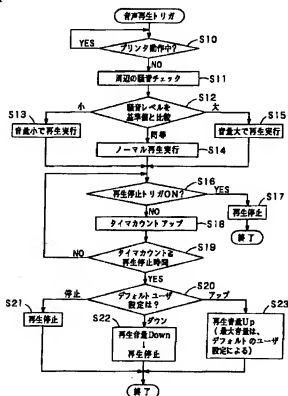 音声再生トリガ
S10
プリンタ動作中?
YES
NO
S11
周辺の騒音チェック
S12
騒音レベルを
基準値と比較
小
大
S13
音量小で再生実行
S15
音量大で再生実行
同等
S14
ノーマル再生実行
S16
再生停止トリガON?
YES
S17
再生停止
終了
NO
S18
タイマカウントアップ
S19
タイマカウント≧
再生停止時間
NO
YES
S20
デフォルトユーザ
設定は?
停止
アップ
S21
再生停止
ダウン
S22
再生音量Down
↓
再生停止
S23
再生音量Up
(最大音量は、
デフォルトのユーザ
設定による)
終了